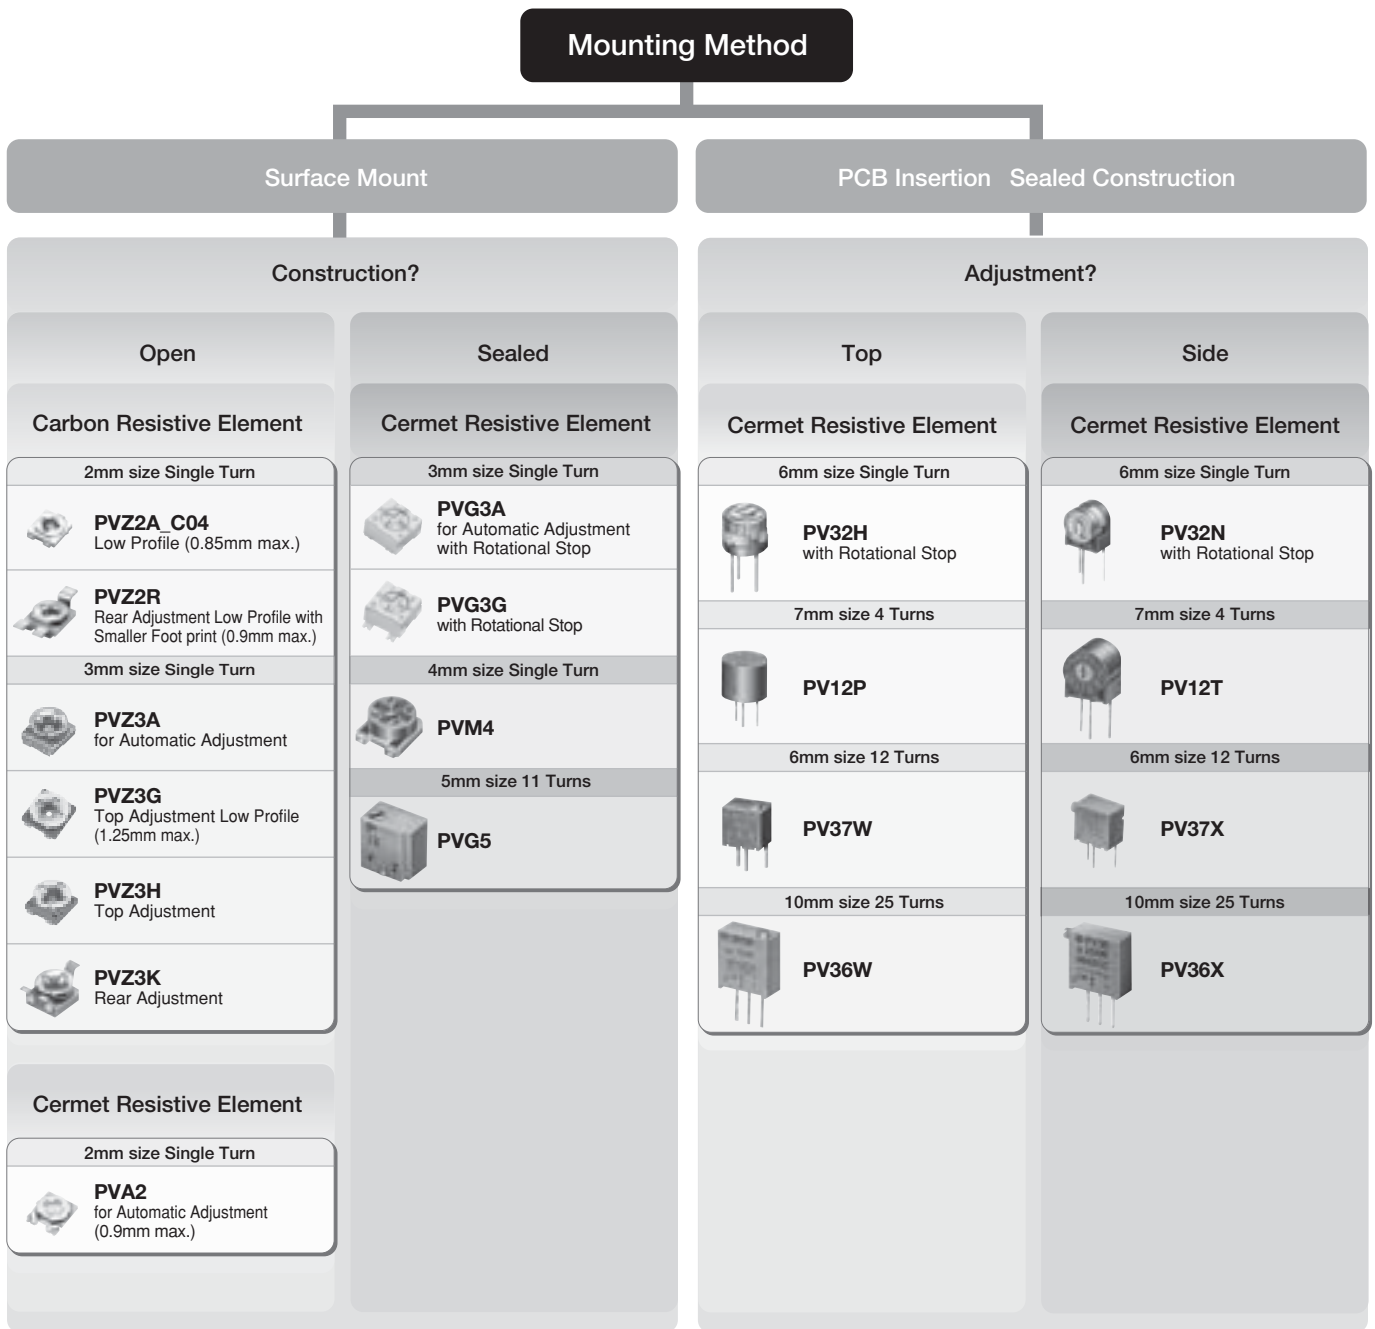 Mounting Method
Surface Mount
PCB Insertion Sealed Construction
Construction?
Adjustment?
Open
Sealed
Top
Side
Carbon Resistive Element
2mm size Single Turn
PVZ2A_C04
Low Profile (0.85mm max.)
PVZ2R
Rear Adjustment Low Profile with
Smaller Foot print (0.9mm max.)
3mm size Single Turn
PVZ3A
for Automatic Adjustment
PVZ3G
Top Adjustment Low Profile
(1.25mm max.)
PVZ3H
Top Adjustment
PVZ3K
Rear Adjustment
Cermet Resistive Element
2mm size Single Turn
PVA2
for Automatic Adjustment
(0.9mm max.)
Cermet Resistive Element
3mm size Single Turn
PVG3A
for Automatic Adjustment
with Rotational Stop
PVG3G
with Rotational Stop
4mm size Single Turn
PVM4
5mm size 11 Turns
PVG5
Cermet Resistive Element
6mm size Single Turn
PV32H
with Rotational Stop
7mm size 4 Turns
PV12P
6mm size 12 Turns
PV37W
10mm size 25 Turns
PV36W
Cermet Resistive Element
6mm size Single Turn
PV32N
with Rotational Stop
7mm size 4 Turns
PV12T
6mm size 12 Turns
PV37X
10mm size 25 Turns
PV36X